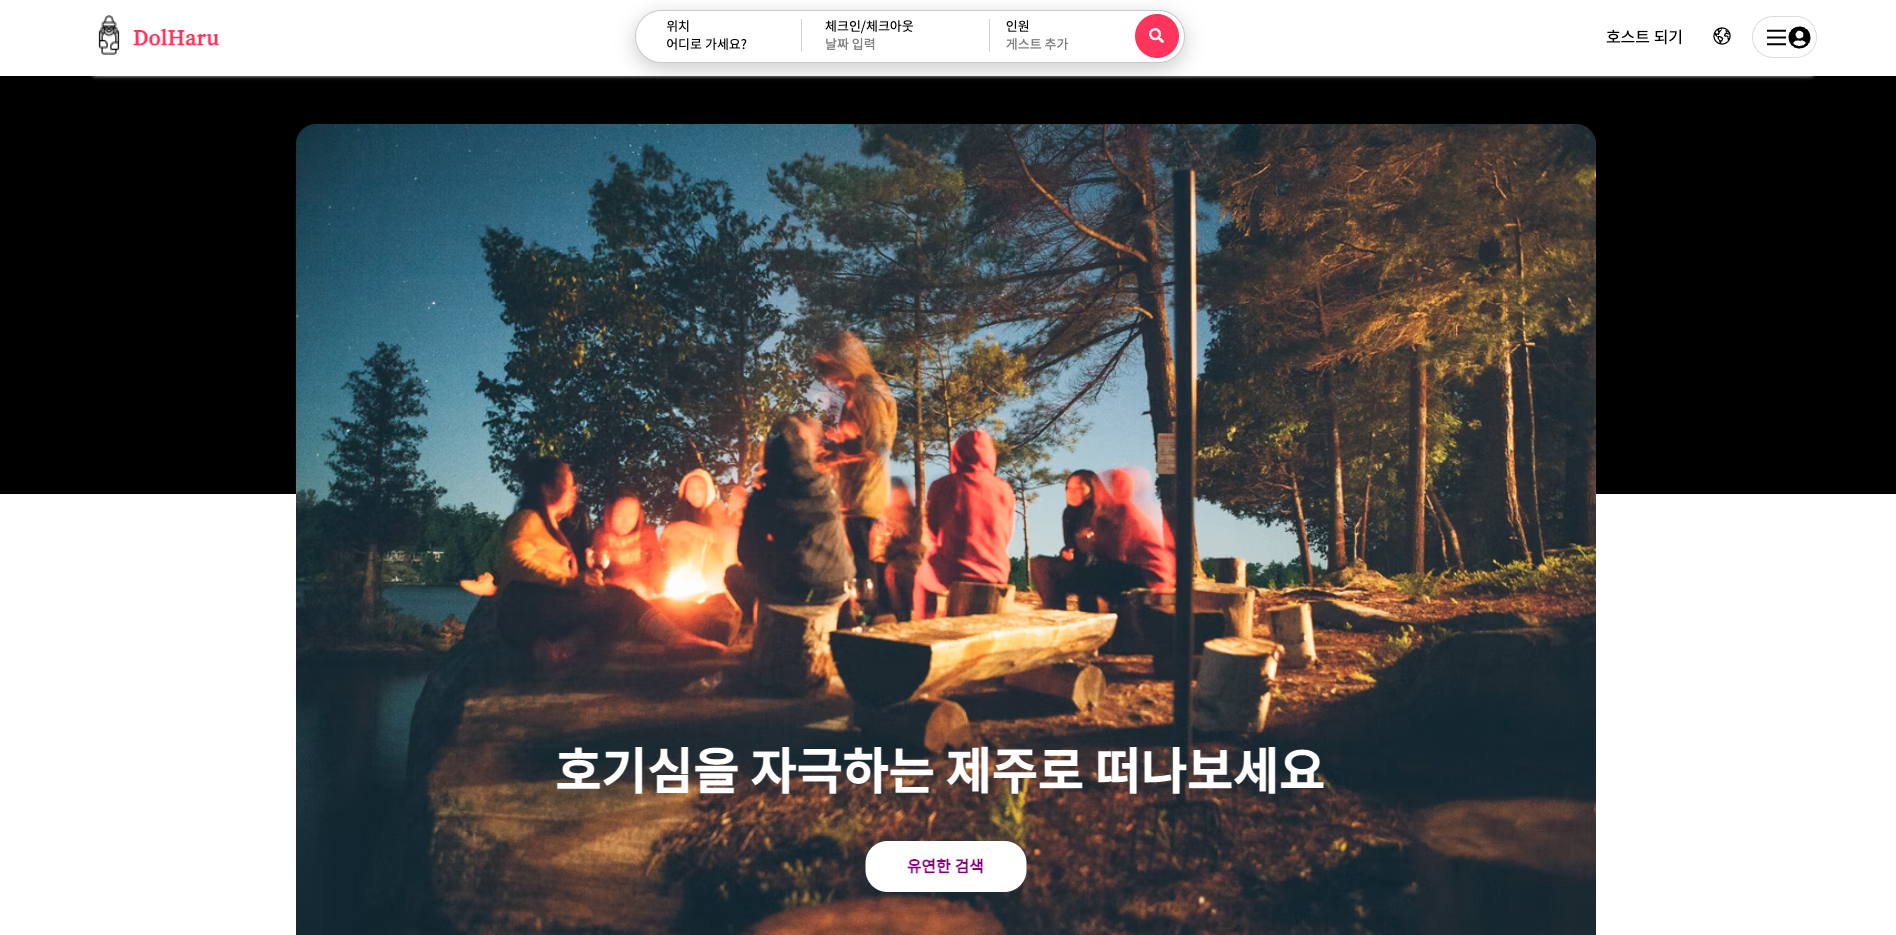 DolHaru
위치
어디로 가세요?
체크인/체크아웃
날짜 입력
인원
게스트 추가
호스트 되기
호기심을 자극하는 제주로 떠나보세요
유연한 검색